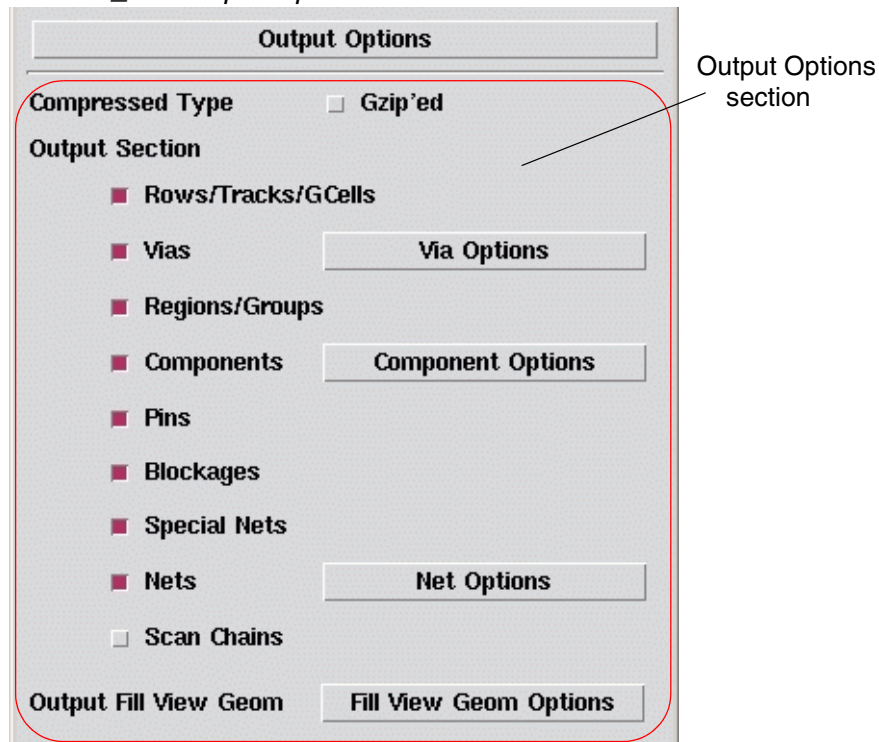 Output Options
Output Options
section
Compressed Type Gzip'ed
Output Section
Rows/Tracks/GCells
Vias Via Options
Regions/Groups
Components Component Options
Pins
Blockages
Special Nets
Nets Net Options
Scan Chains
Output Fill View Geom Fill View Geom Options